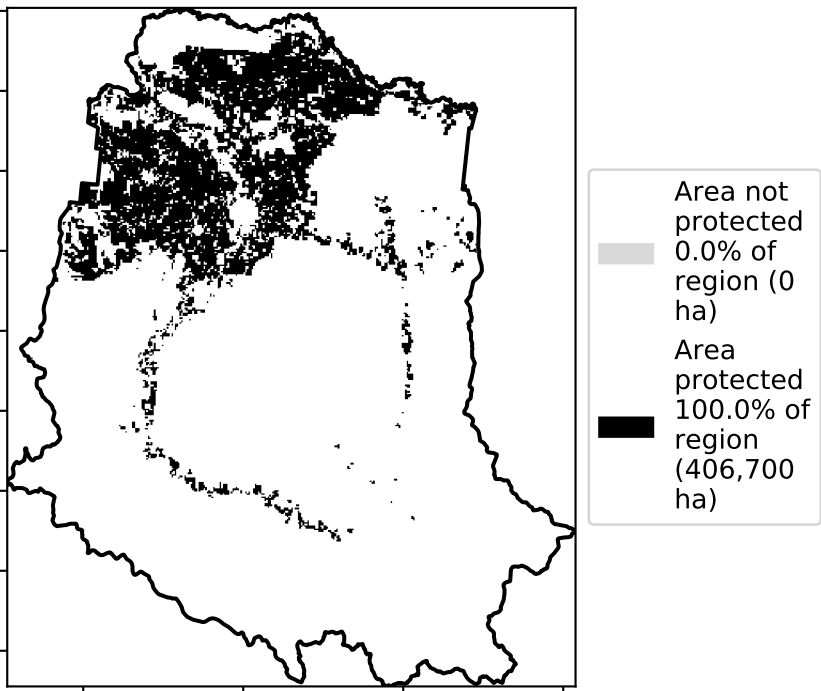 Area not
protected
0.0% of
region (0
ha)
Area
protected
100.0% of
region
(406,700
ha)